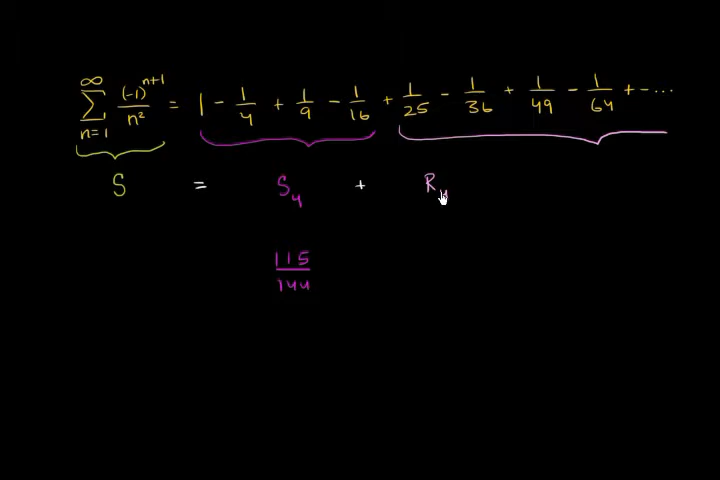 ∞
∑ (-1)^(n+1)/n² = 1 - 1/4 + 1/9 - 1/16 + 1/25 - 1/36 + 1/49 - 1/64 + - ...
n=1
S = S₄ + R₄
115/144